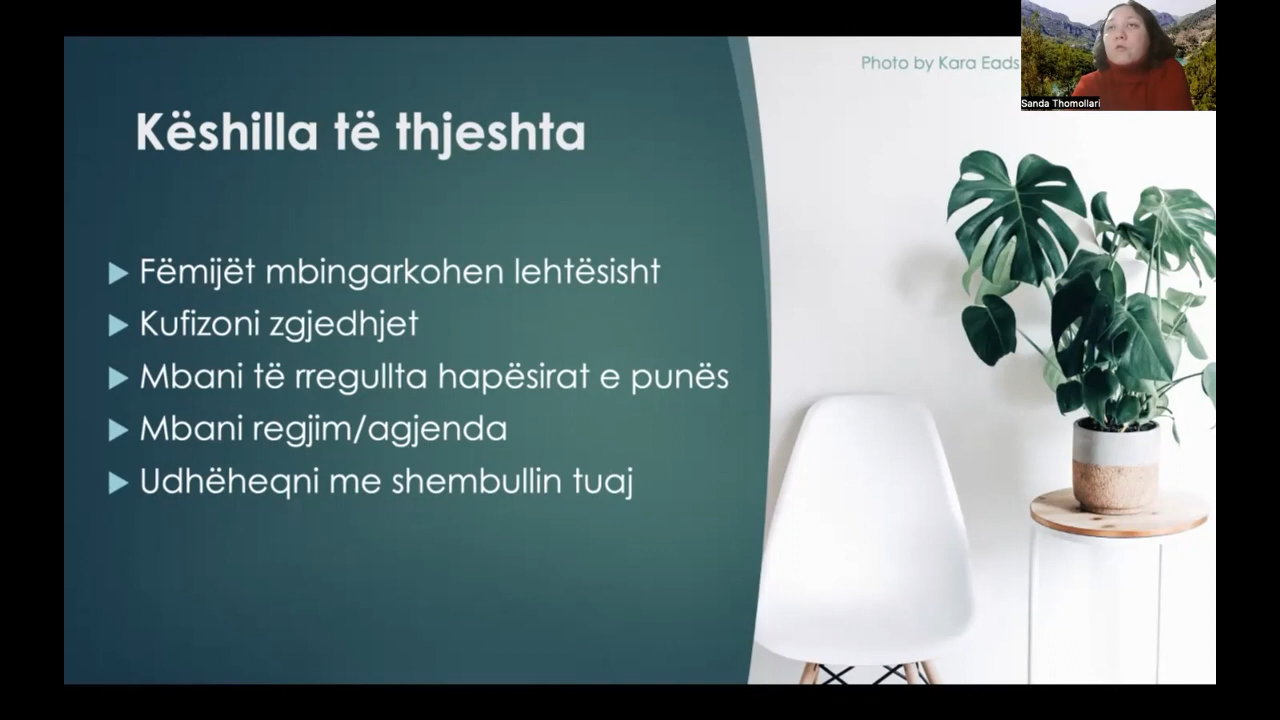 Photo by Kara Eads
Sanda Thomollari
Këshilla të thjeshta
Fëmijët mbingarkohen lehtësisht
Kufizoni zgjedhjet
Mbani të rregullta hapësirat e punës
Mbani regjim/agjenda
Udhëheqni me shembullin tuaj